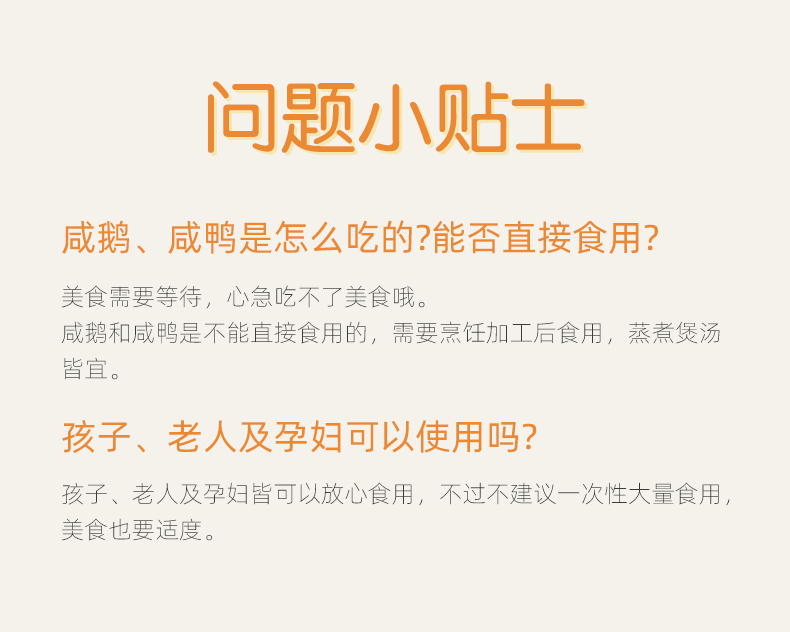 问题小贴士
咸鹅、咸鸭是怎么吃的?能否直接食用?
美食需要等待，心急吃不了美食哦。
咸鹅和咸鸭是不能直接食用的，需要烹饪加工后食用，蒸煮煲汤
皆宜。
孩子、老人及孕妇可以使用吗?
孩子、老人及孕妇皆可以放心食用，不过不建议一次性大量食用，
美食也要适度。